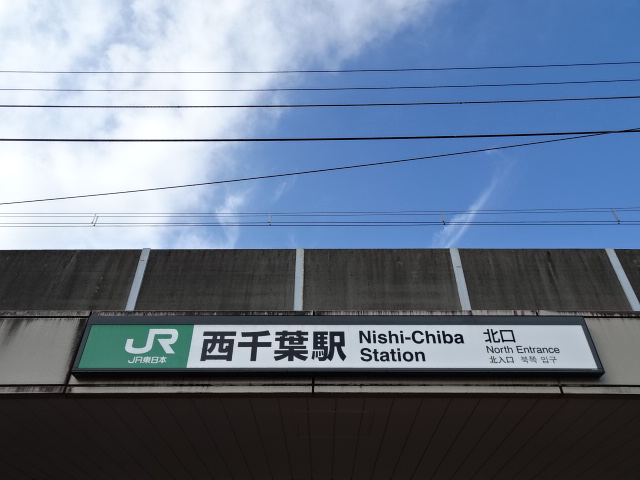 JR
JR東日本
西千葉駅
Nishi-Chiba
Station
北口
North Entrance
北入口 북쪽 입구